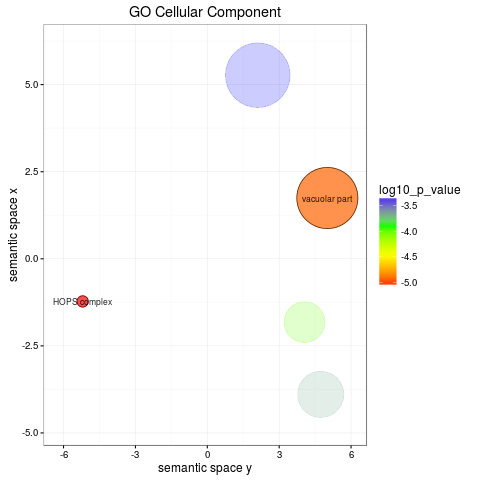 GO Cellular Component
semantic space x
5.0
2.5
0.0
-2.5
-5.0
vacuolar part
HOPS complex
-6
-3
0
3
6
semantic space y
log10_p_value
-3.5
-4.0
-4.5
-5.0